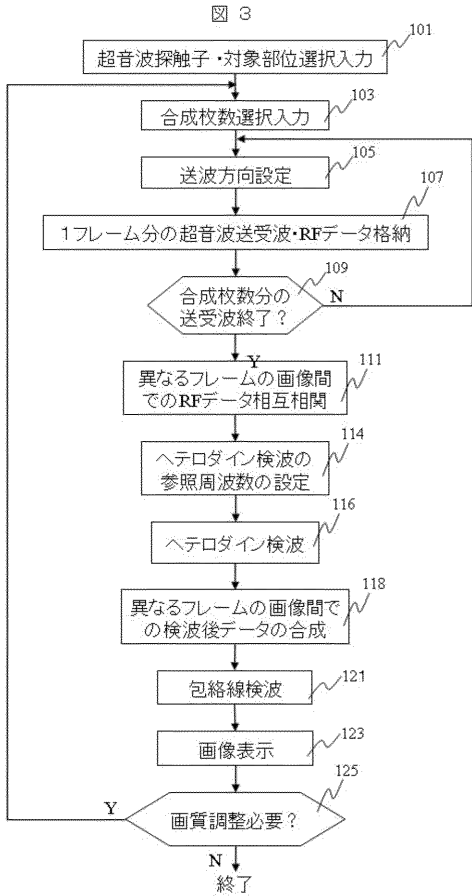 図 3
101
超音波探触子・対象部位選択入力
103
合成枚数選択入力
105
送波方向設定
107
1フレーム分の超音波送受波・RFデータ格納
109
合成枚数分の
送受波終了？
N
Y
異なるフレームの画像間
でのRFデータ相互相関
111
114
ヘテロダイン検波の
参照周波数の設定
116
ヘテロダイン検波
118
異なるフレームの画像間で
の検波後データの合成
121
包絡線検波
123
画像表示
125
Y
画質調整必要？
N
終了